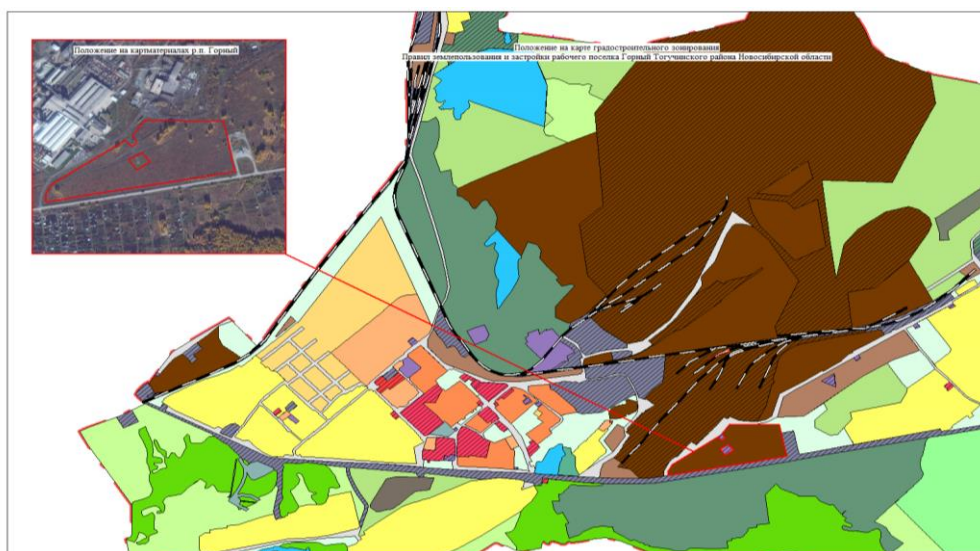 Положение на картматериалах р.п. Горный
Положение на карте градостроительного зонирования
Правил землепользования и застройки рабочего поселка Горный Тогучинского района Новосибирской области